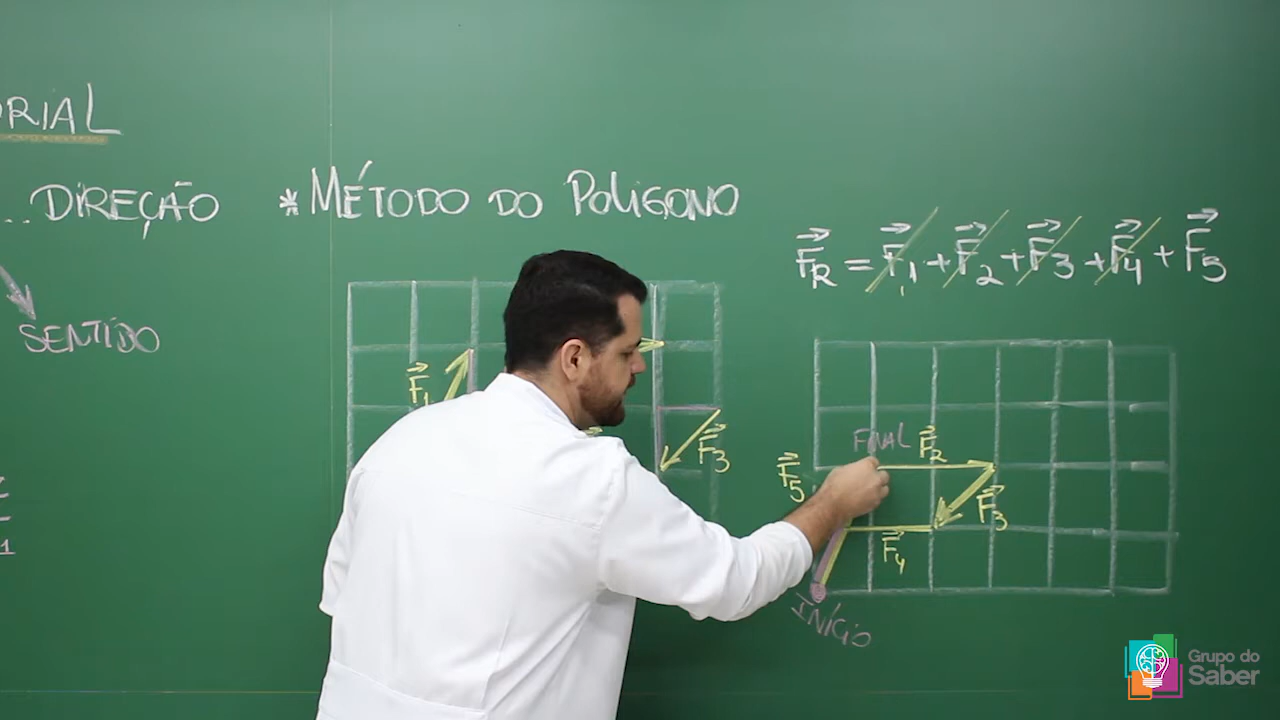 ORIAL
... DIREÇÃO
SENTIDO
* MÉTODO DO POLÍGONO
F⃗R = F⃗1 + F⃗2 + F⃗3 + F⃗4 + F⃗5
F⃗1
F⃗3
FINAL F⃗2
F⃗5
F⃗3
F⃗4
INÍCIO
Grupo do
Saber